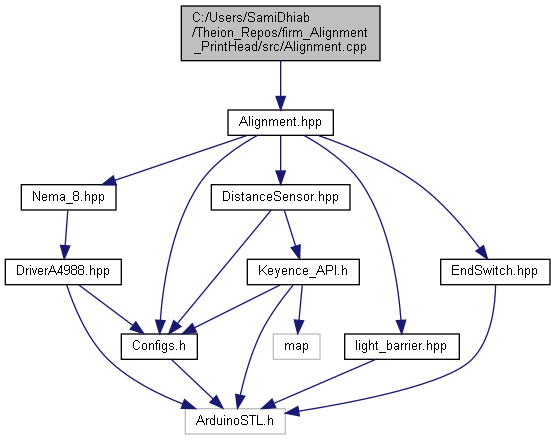 C:/Users/SamiDhiab
/Theion_Repos/firm_Alignment
_PrintHead/src/Alignment.cpp
Alignment.hpp
Nema_8.hpp
DistanceSensor.hpp
DriverA4988.hpp
Keyence_API.h
EndSwitch.hpp
Configs.h
map
light_barrier.hpp
ArduinoSTL.h